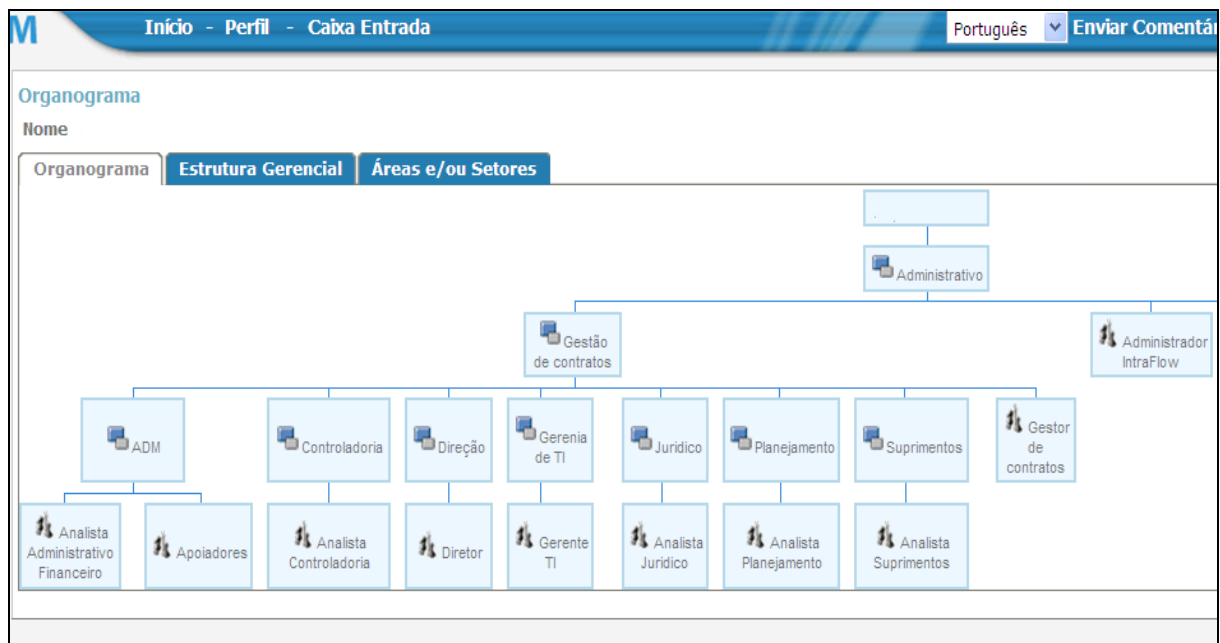 M
Início - Perfil - Caixa Entrada
Português
Enviar Comentár
Organograma
Nome
Organograma
Estrutura Gerencial
Áreas e/ou Setores
Administrativo
Gestão
de contratos
Administrador
IntraFlow
ADM
Controladoria
Direção
Gerenia
de TI
Juridico
Planejamento
Suprimentos
Gestor
de
contratos
Analista
Administrativo
Financeiro
Apoiadores
Analista
Controladoria
Diretor
Gerente
TI
Analista
Juridico
Analista
Planejamento
Analista
Suprimentos